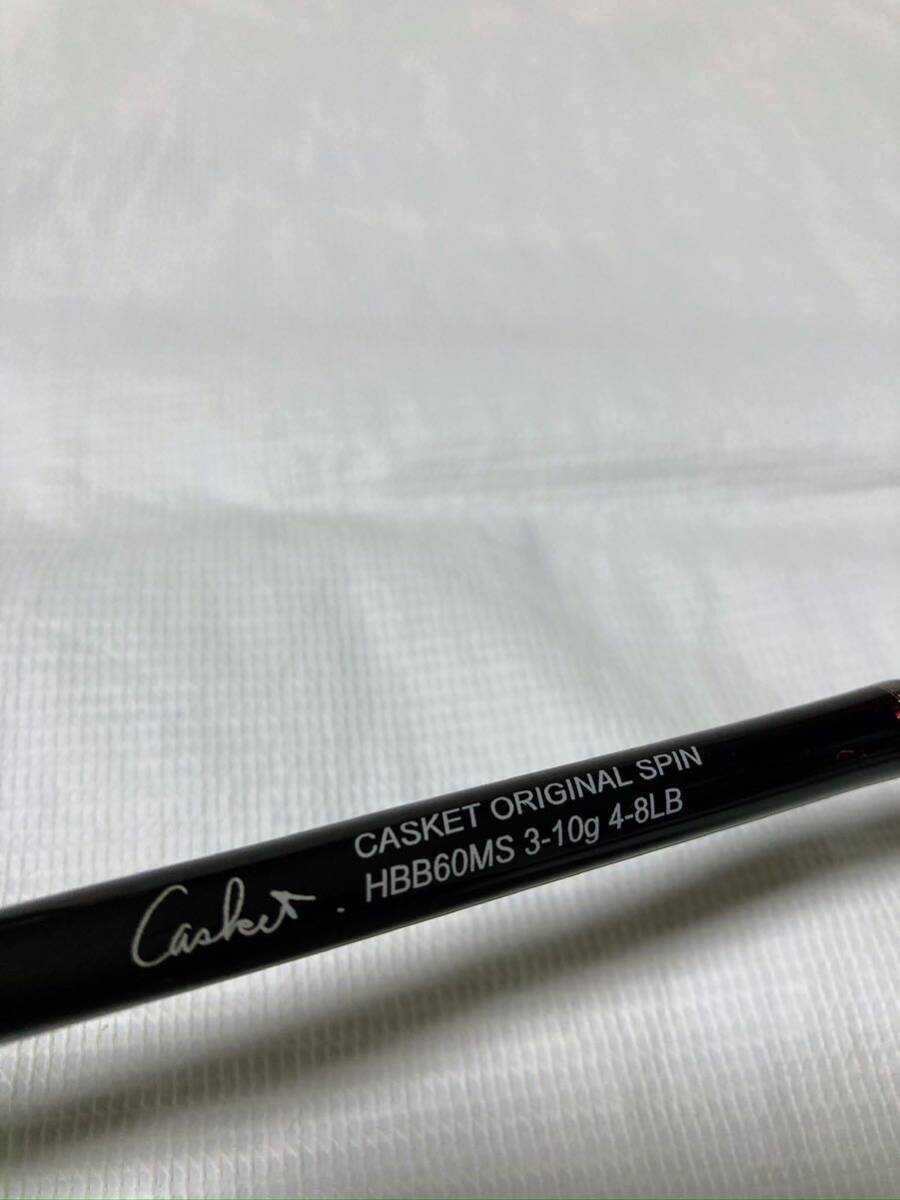 Casket.
CASKET ORIGINAL SPIN
HBB60MS 3-10g 4-8LB